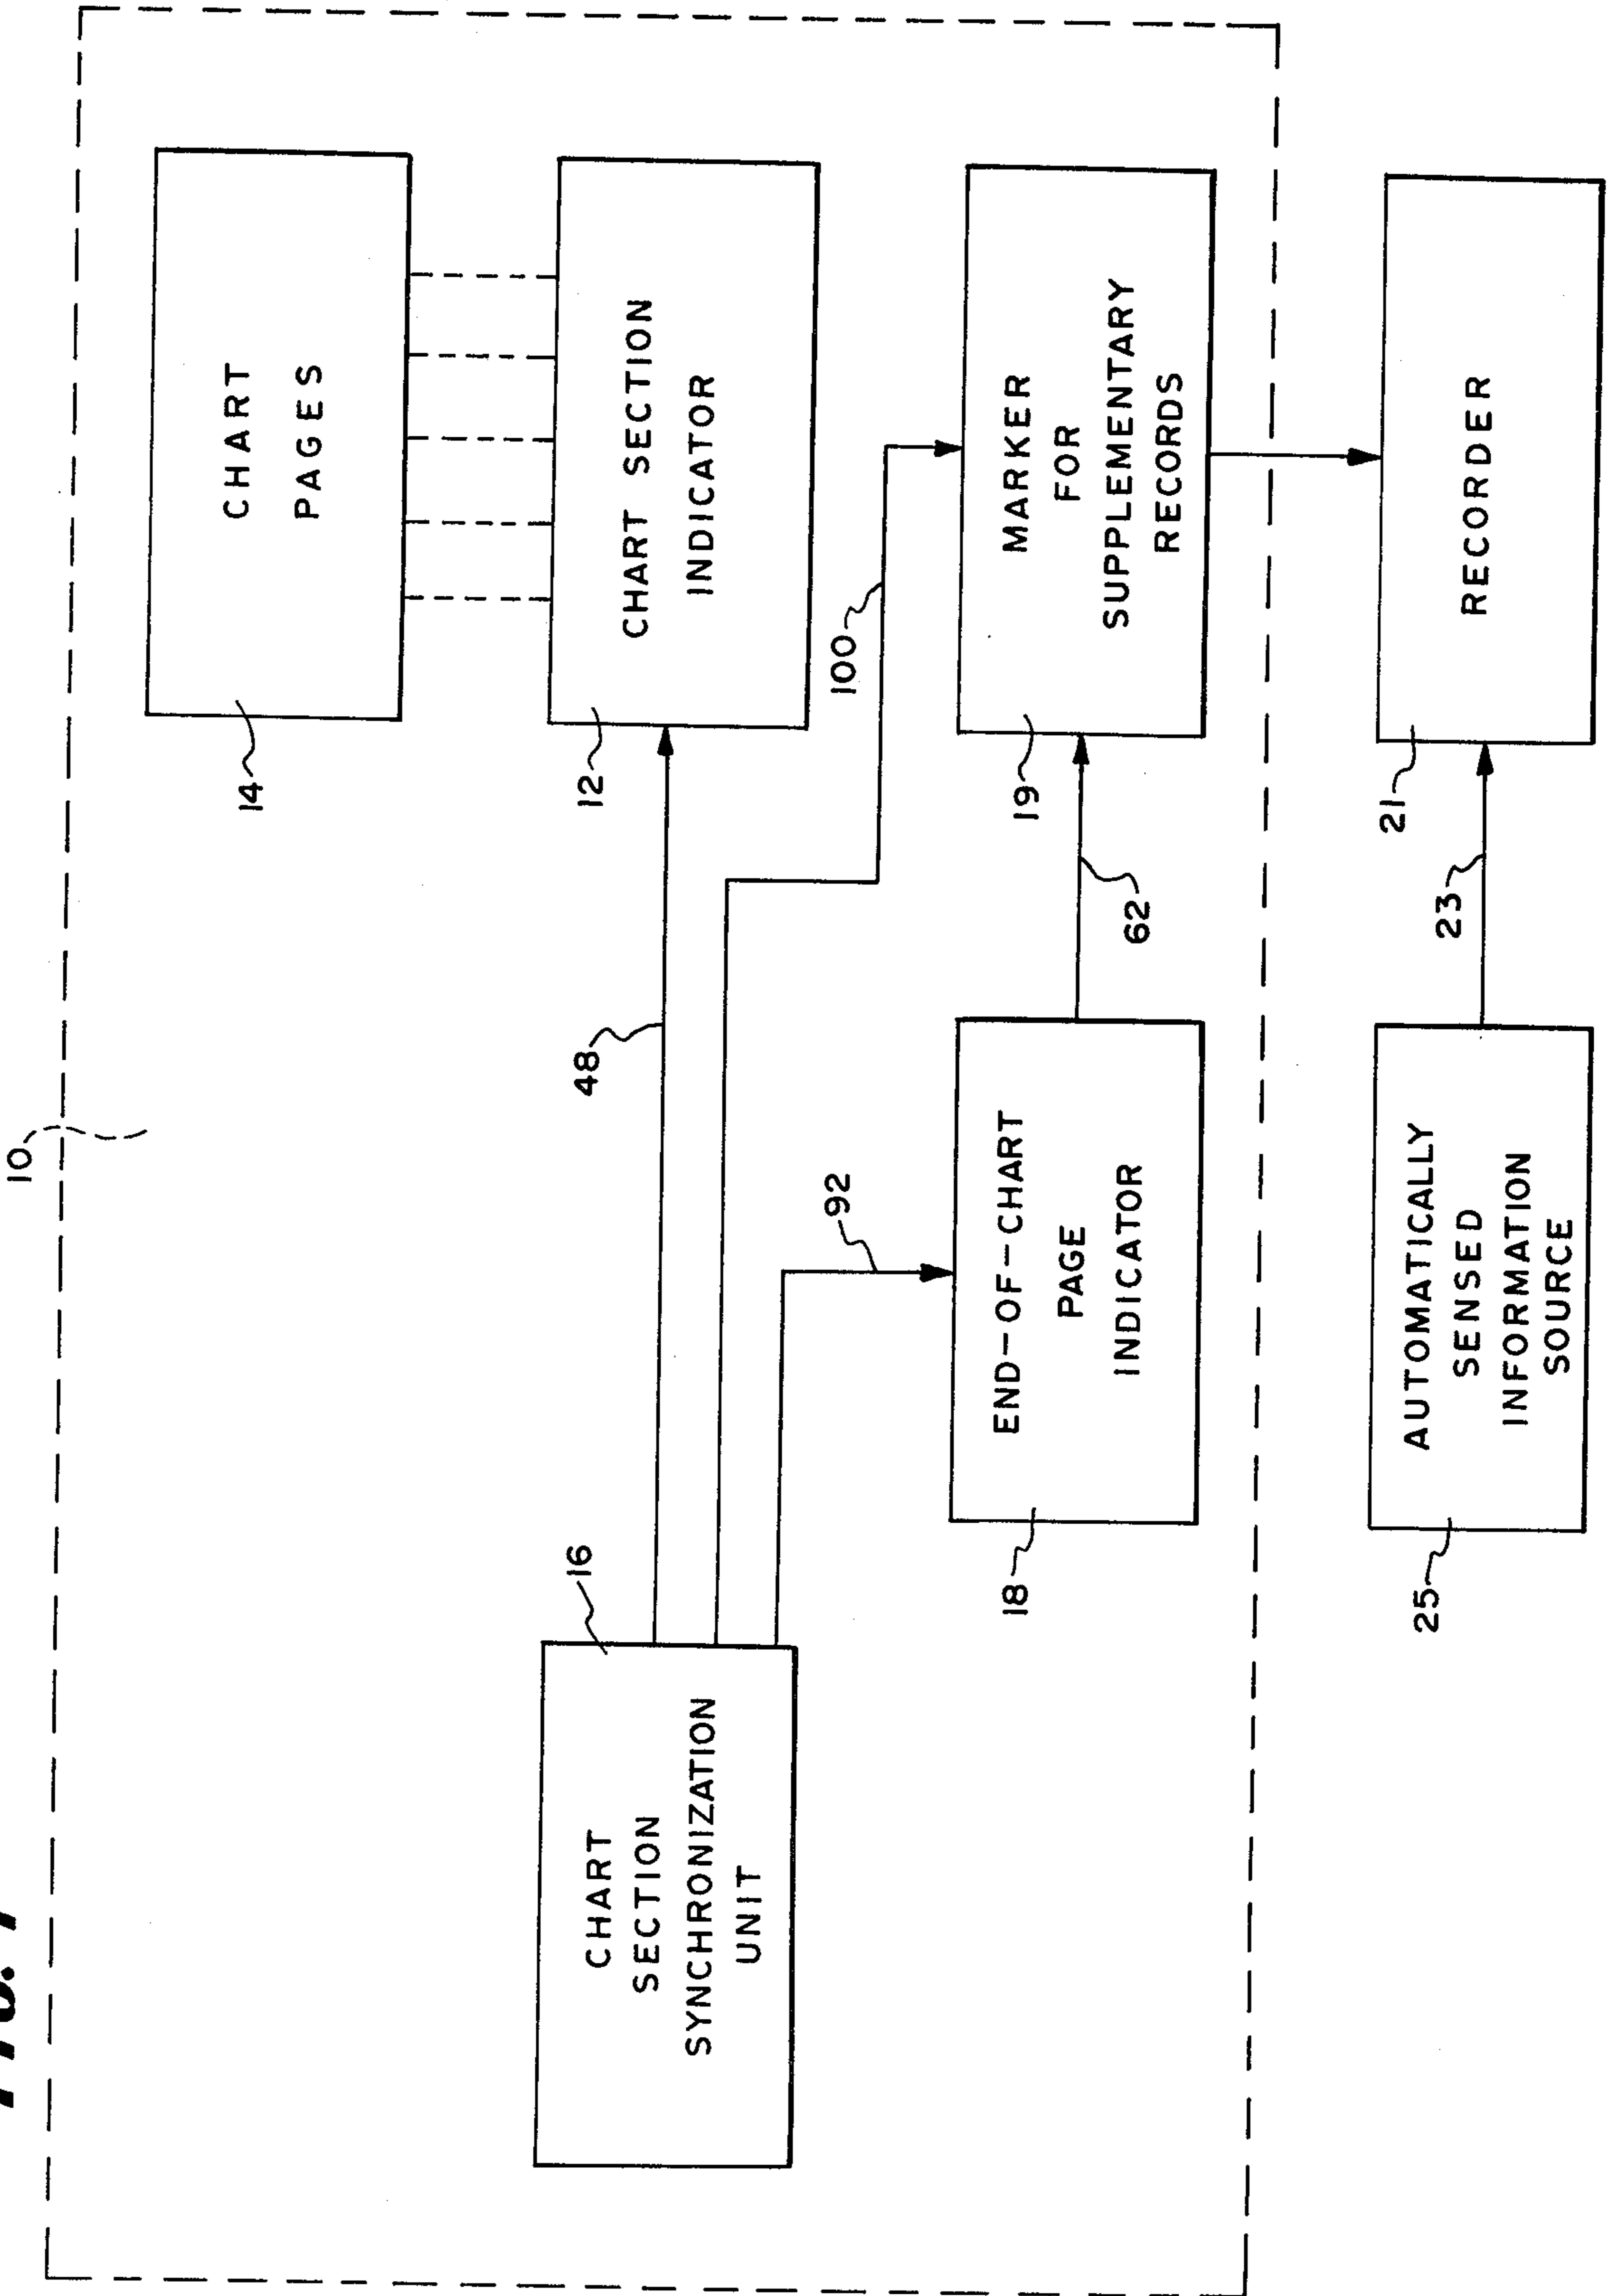 FIG. 1
10
CHART
PAGES
14
CHART SECTION
INDICATOR
12
48
100
CHART
SECTION
SYNCHRONIZATION
UNIT
16
92
END-OF-CHART
PAGE
INDICATOR
18
62
MARKER
FOR
SUPPLEMENTARY
RECORDS
19
AUTOMATICALLY
SENSED
INFORMATION
SOURCE
25
23
RECORDER
21